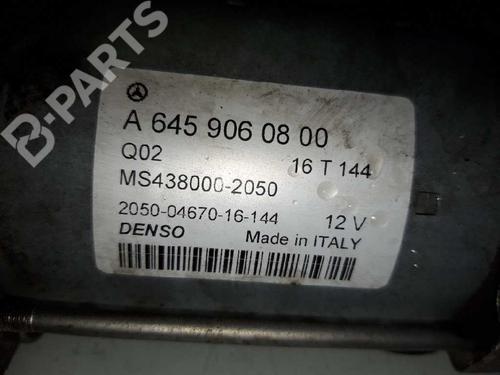 B-PARTS
A 645 906 08 00
Q02 16 T 144
MS438000-2050
2050-04670-16-144 12 V
DENSO Made in ITALY